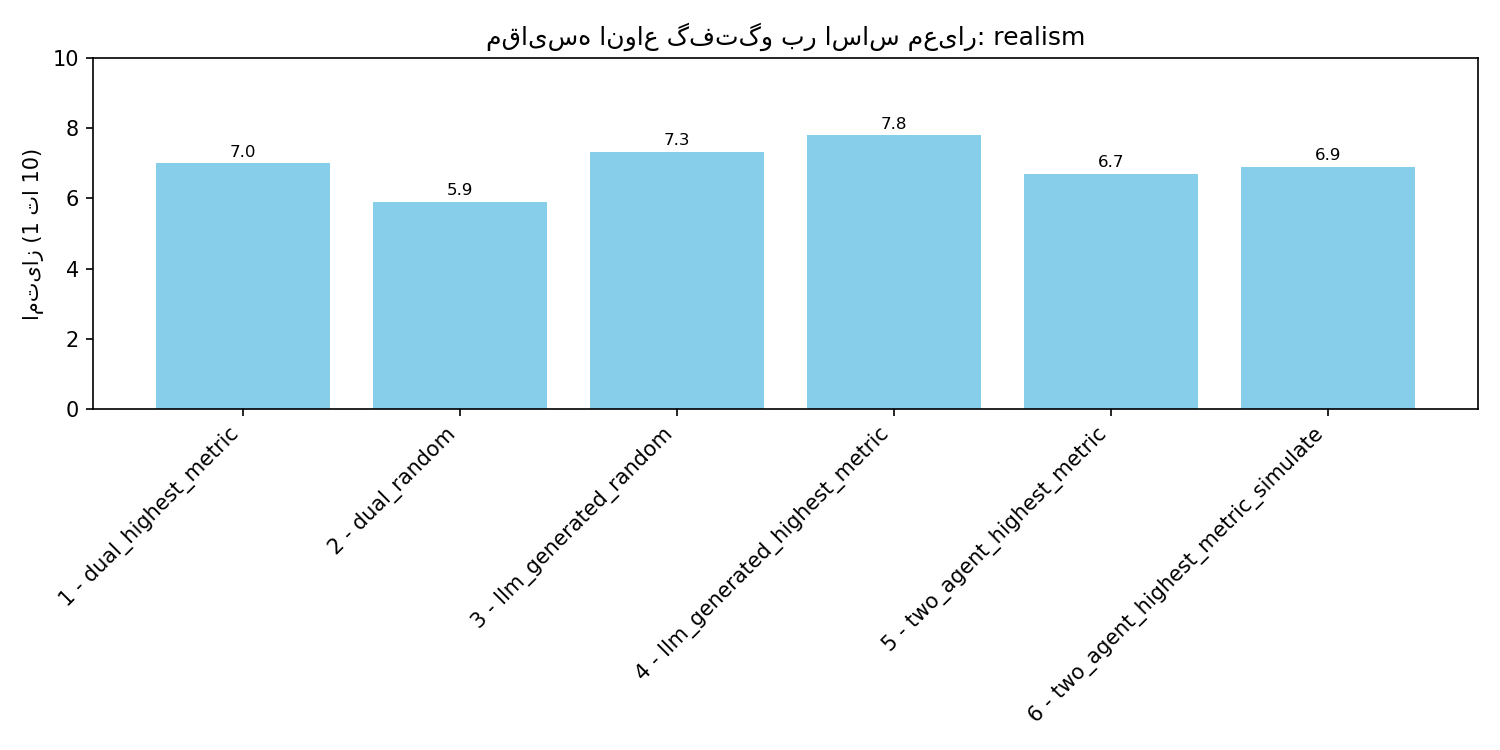 مقایسه انواع گفتگو بر اساس معیار: realism
امتیاز (1 تا 10)
10
8
6
4
2
0
7.0
5.9
7.3
7.8
6.7
6.9
1 - dual_highest_metric
2 - dual_random
3 - llm_generated_random
4 - llm_generated_highest_metric
5 - two_agent_highest_metric
6 - two_agent_highest_metric_simulate